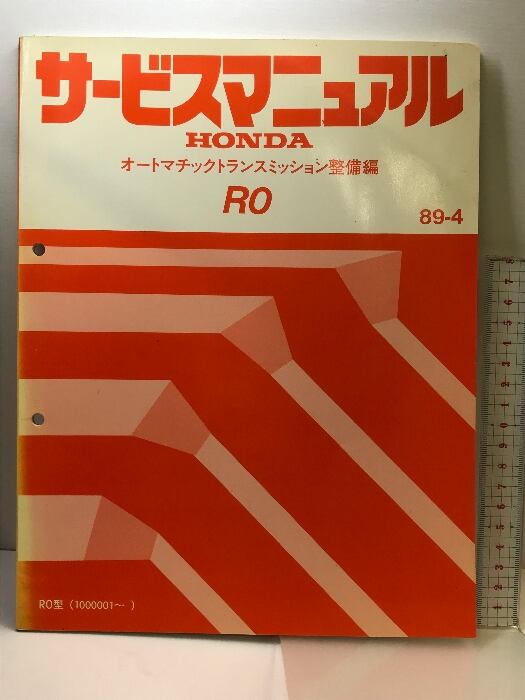 サービスマニュアル
HONDA
オートマチックトランスミッション整備編
RO
89-4
RO型 (1000001～ )